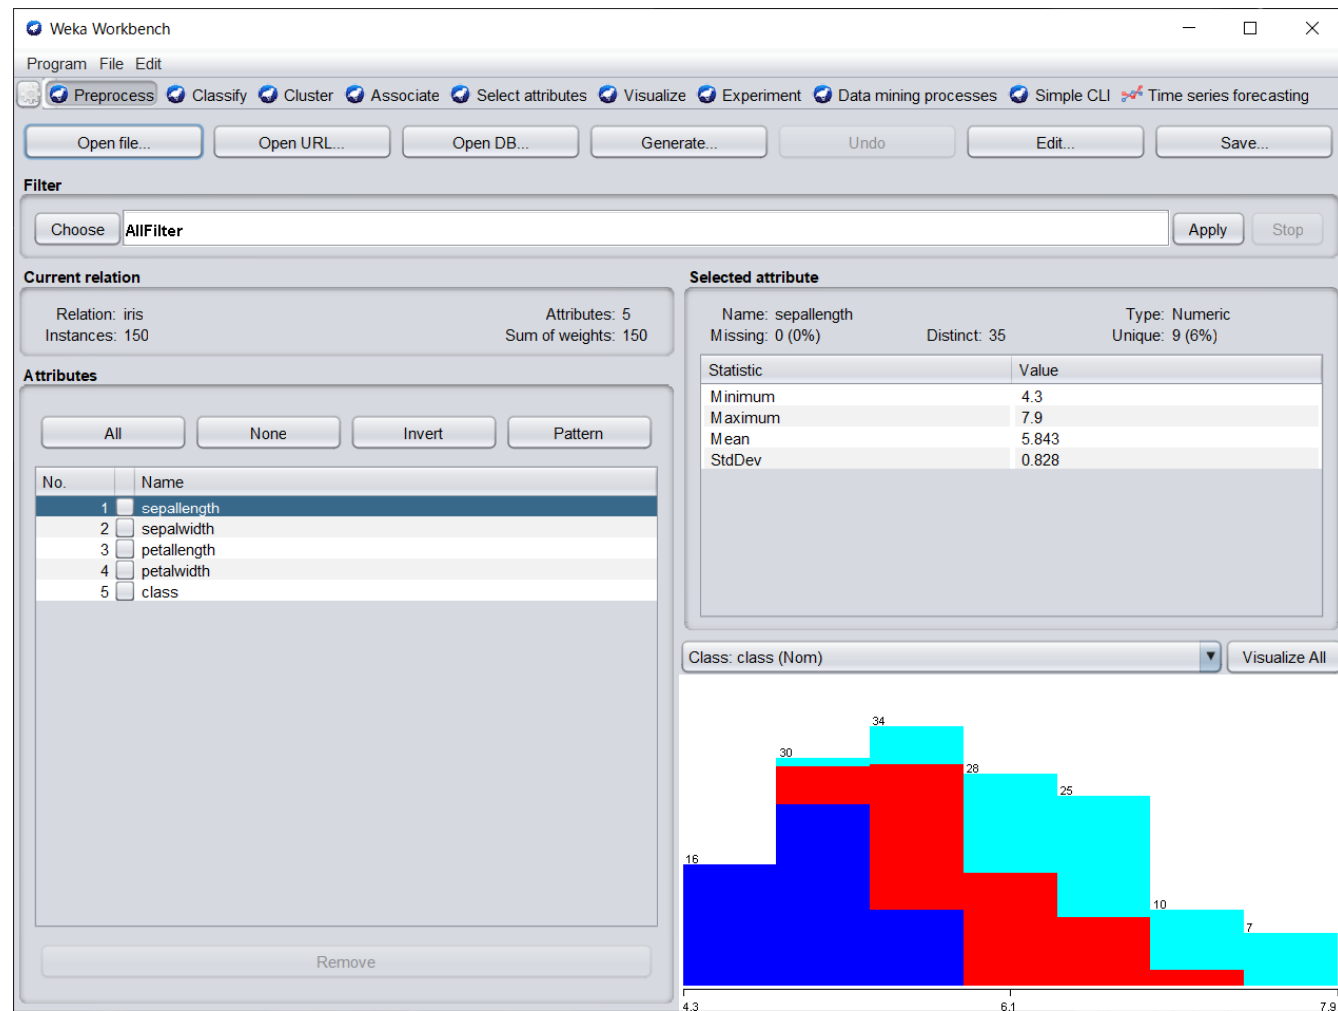 Weka Workbench
Program File Edit
Preprocess Classify Cluster Associate Select attributes Visualize Experiment Data mining processes Simple CLI Time series forecasting
Open file... Open URL... Open DB... Generate... Undo Edit... Save...
Filter
Choose AllFilter Apply Stop
Current relation
Relation: iris Attributes: 5
Instances: 150 Sum of weights: 150
Attributes
All None Invert Pattern
No. Name
1 sepallength
2 sepalwidth
3 petallength
4 petalwidth
5 class
Remove
Selected attribute
Name: sepallength Type: Numeric
Missing: 0 (0%) Distinct: 35 Unique: 9 (6%)
Statistic Value
Minimum 4.3
Maximum 7.9
Mean 5.843
StdDev 0.828
Class: class (Nom) Visualize All
34
30
28
25
16
10
7
4.3 6.1 7.9